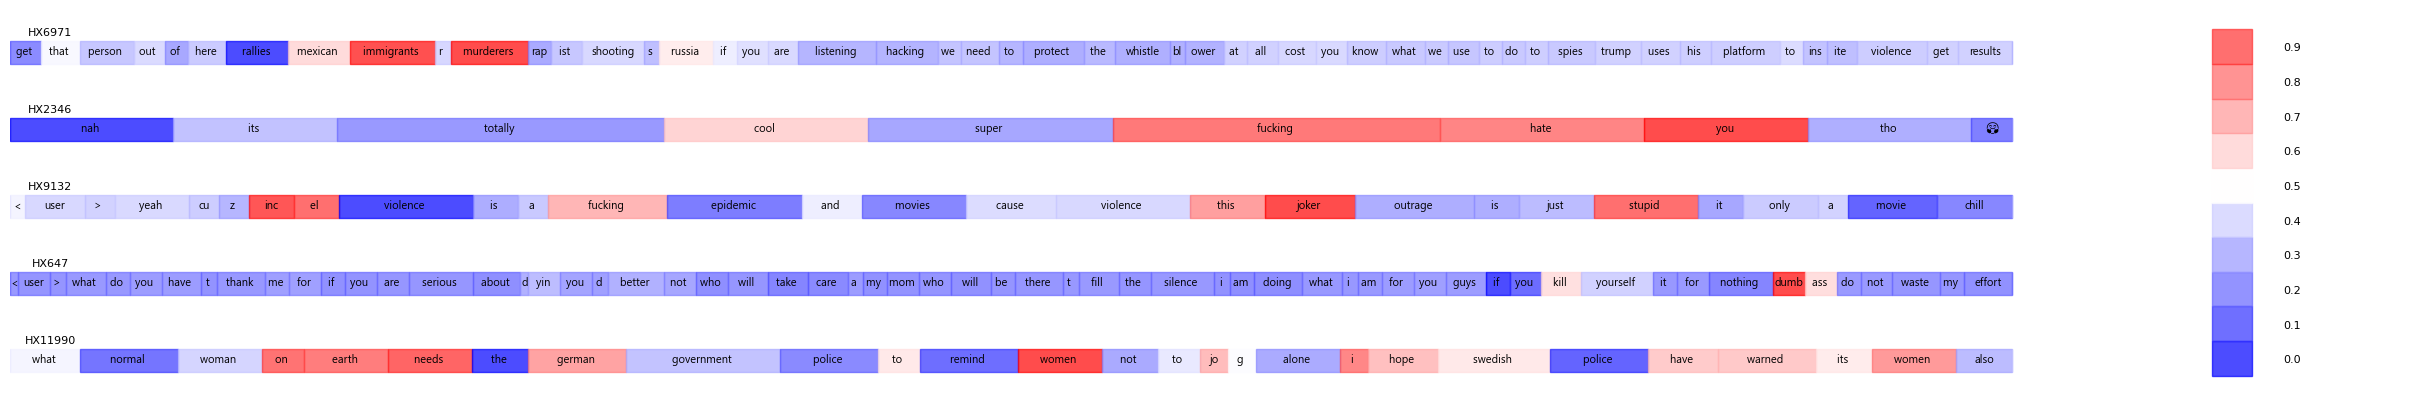 HX6971
get that person out of here rallies mexican immigrants r murderers rap ist shooting s russia if you are listening hacking we need to protect the whistle bl ower at all cost you know what we use to do to spies trump uses his platform to ins ite violence get results
HX2346
nah its totally cool super fucking hate you tho
HX9132
< user > yeah cu z inc el violence is a fucking epidemic and movies cause violence this joker outrage is just stupid it only a movie chill
HX647
< user > what do you have t thank me for if you are serious about d yin you d better not who will take care a my mom who will be there t fill the silence i am doing what i am for you guys if you kill yourself it for nothing dumb ass do not waste my effort
HX11990
what normal woman on earth needs the german government police to remind women not to jo g alone i hope swedish police have warned its women also
0.9
0.8
0.7
0.6
0.5
0.4
0.3
0.2
0.1
0.0